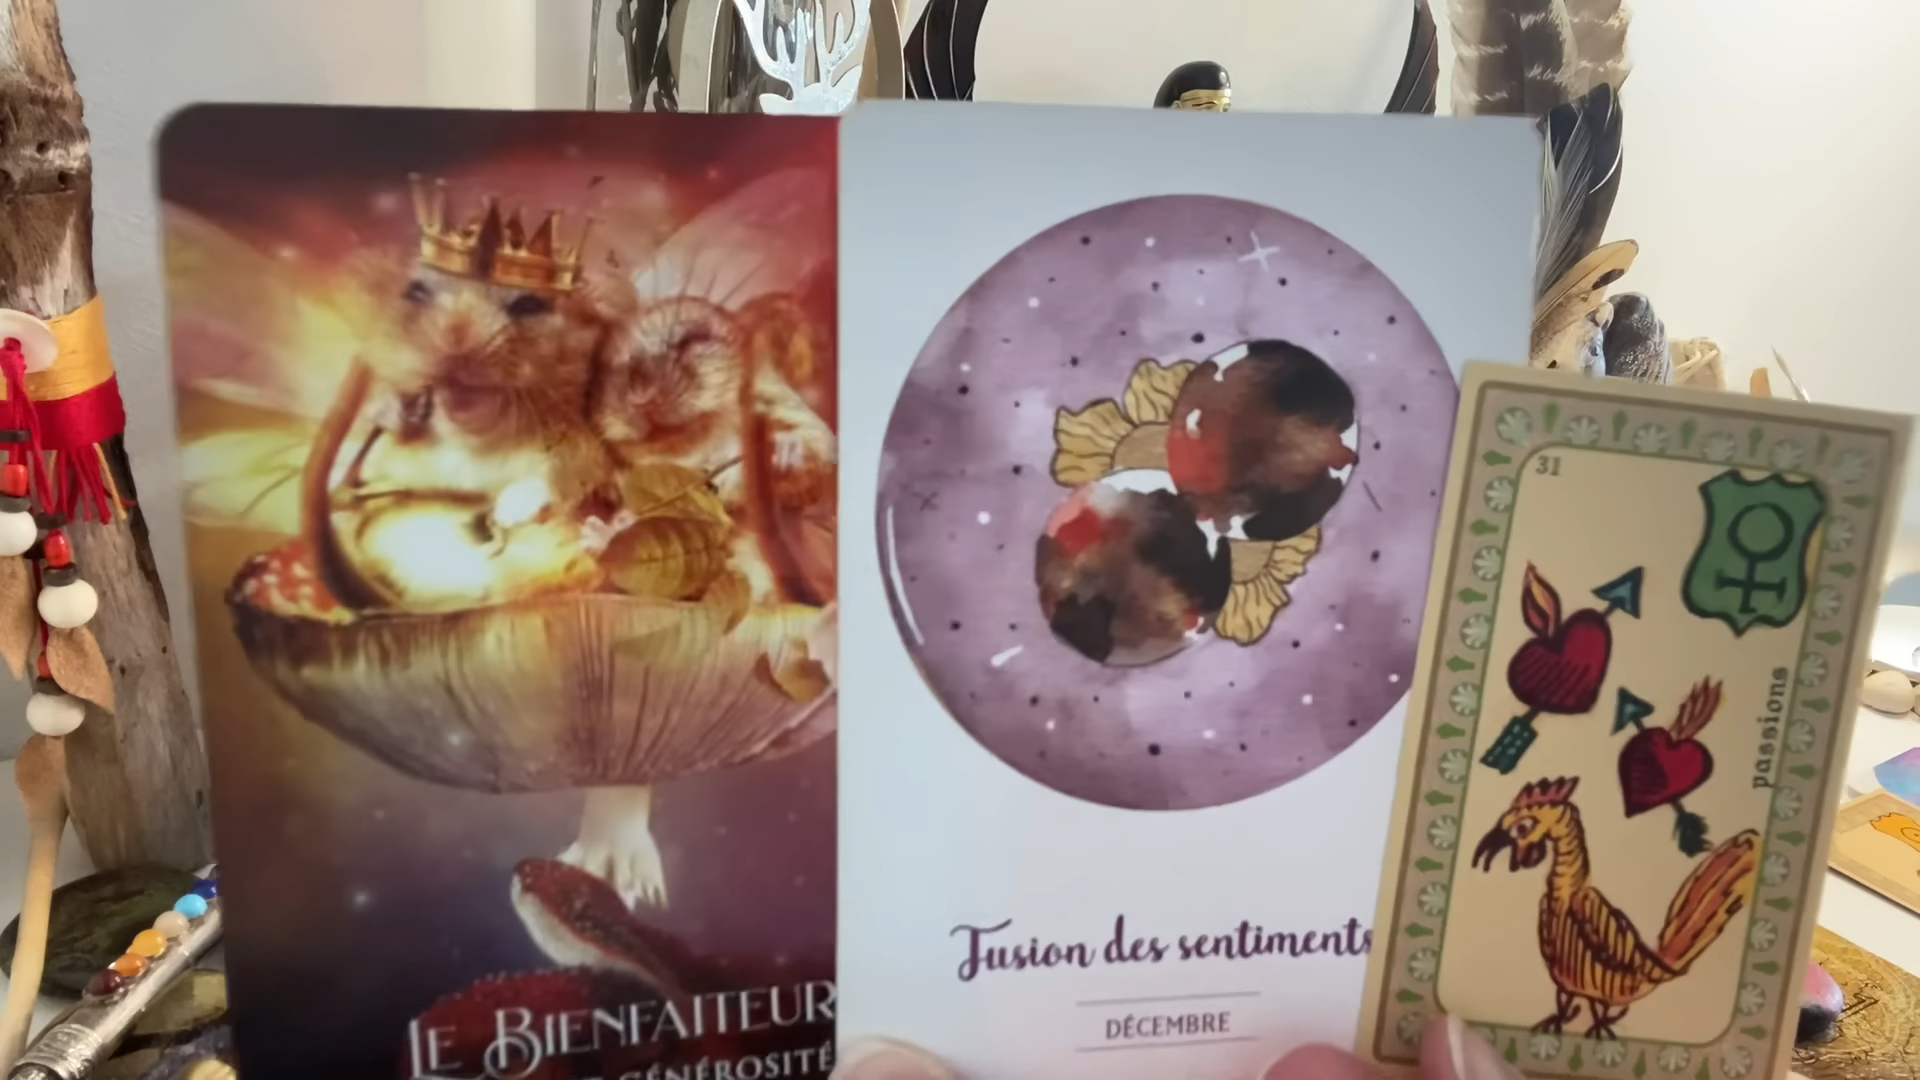 LE BIENFAITEUR
GÉNÉROSITÉ
Fusion des sentiments
DÉCEMBRE
31
passions